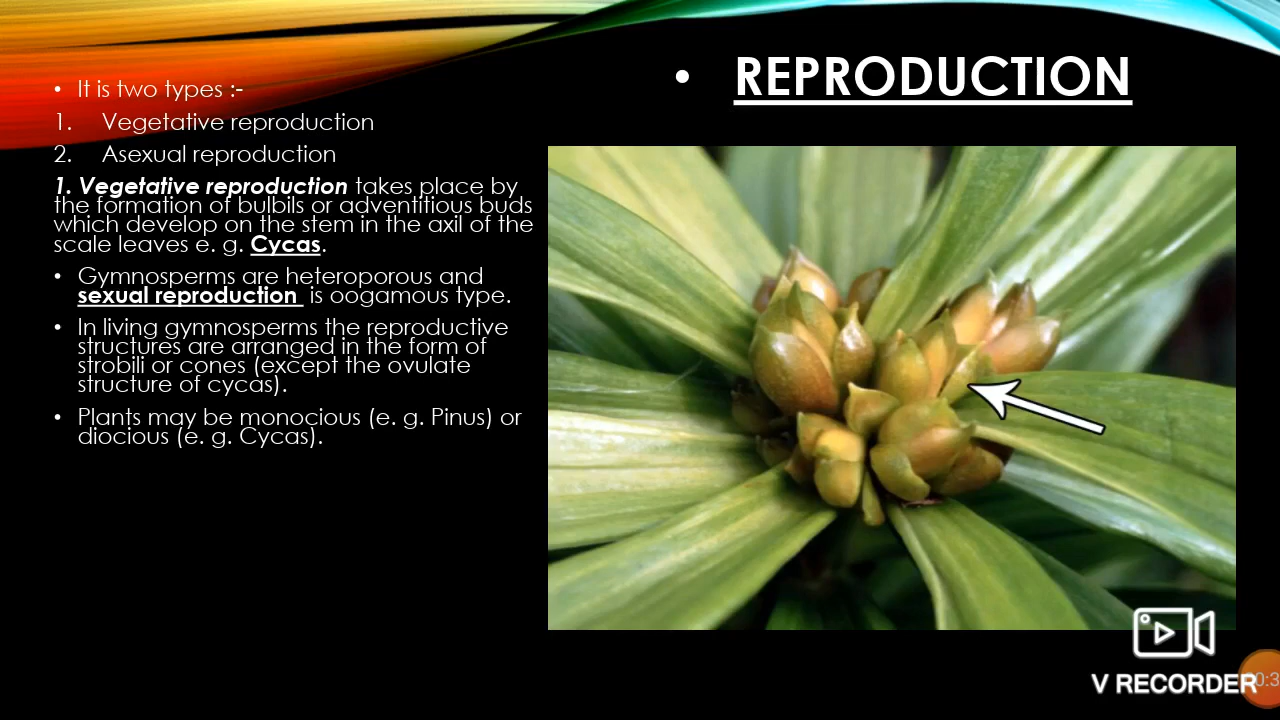 • REPRODUCTION
• It is two types :-
1. Vegetative reproduction
2. Asexual reproduction
1. Vegetative reproduction takes place by
the formation of bulbils or adventitious buds
which develop on the stem in the axil of the
scale leaves e. g. Cycas.
• Gymnosperms are heteroporous and
sexual reproduction is oogamous type.
• In living gymnosperms the reproductive
structures are arranged in the form of
strobili or cones (except the ovulate
structure of cycas).
• Plants may be monocious (e. g. Pinus) or
diocious (e. g. Cycas).
V RECORDER